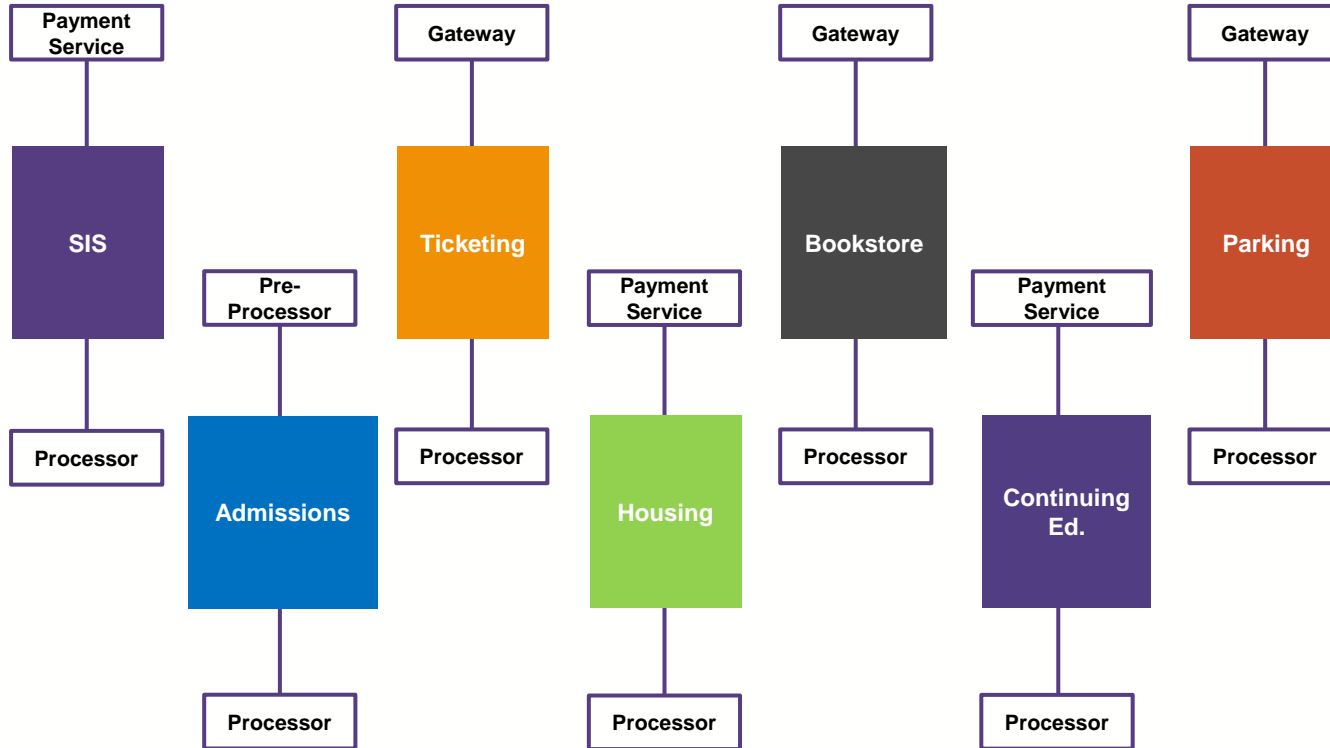 Payment
Service
Gateway
Gateway
Gateway
SIS
Ticketing
Bookstore
Parking
Pre-
Processor
Payment
Service
Payment
Service
Processor
Processor
Processor
Processor
Admissions
Housing
Continuing
Ed.
Processor
Processor
Processor